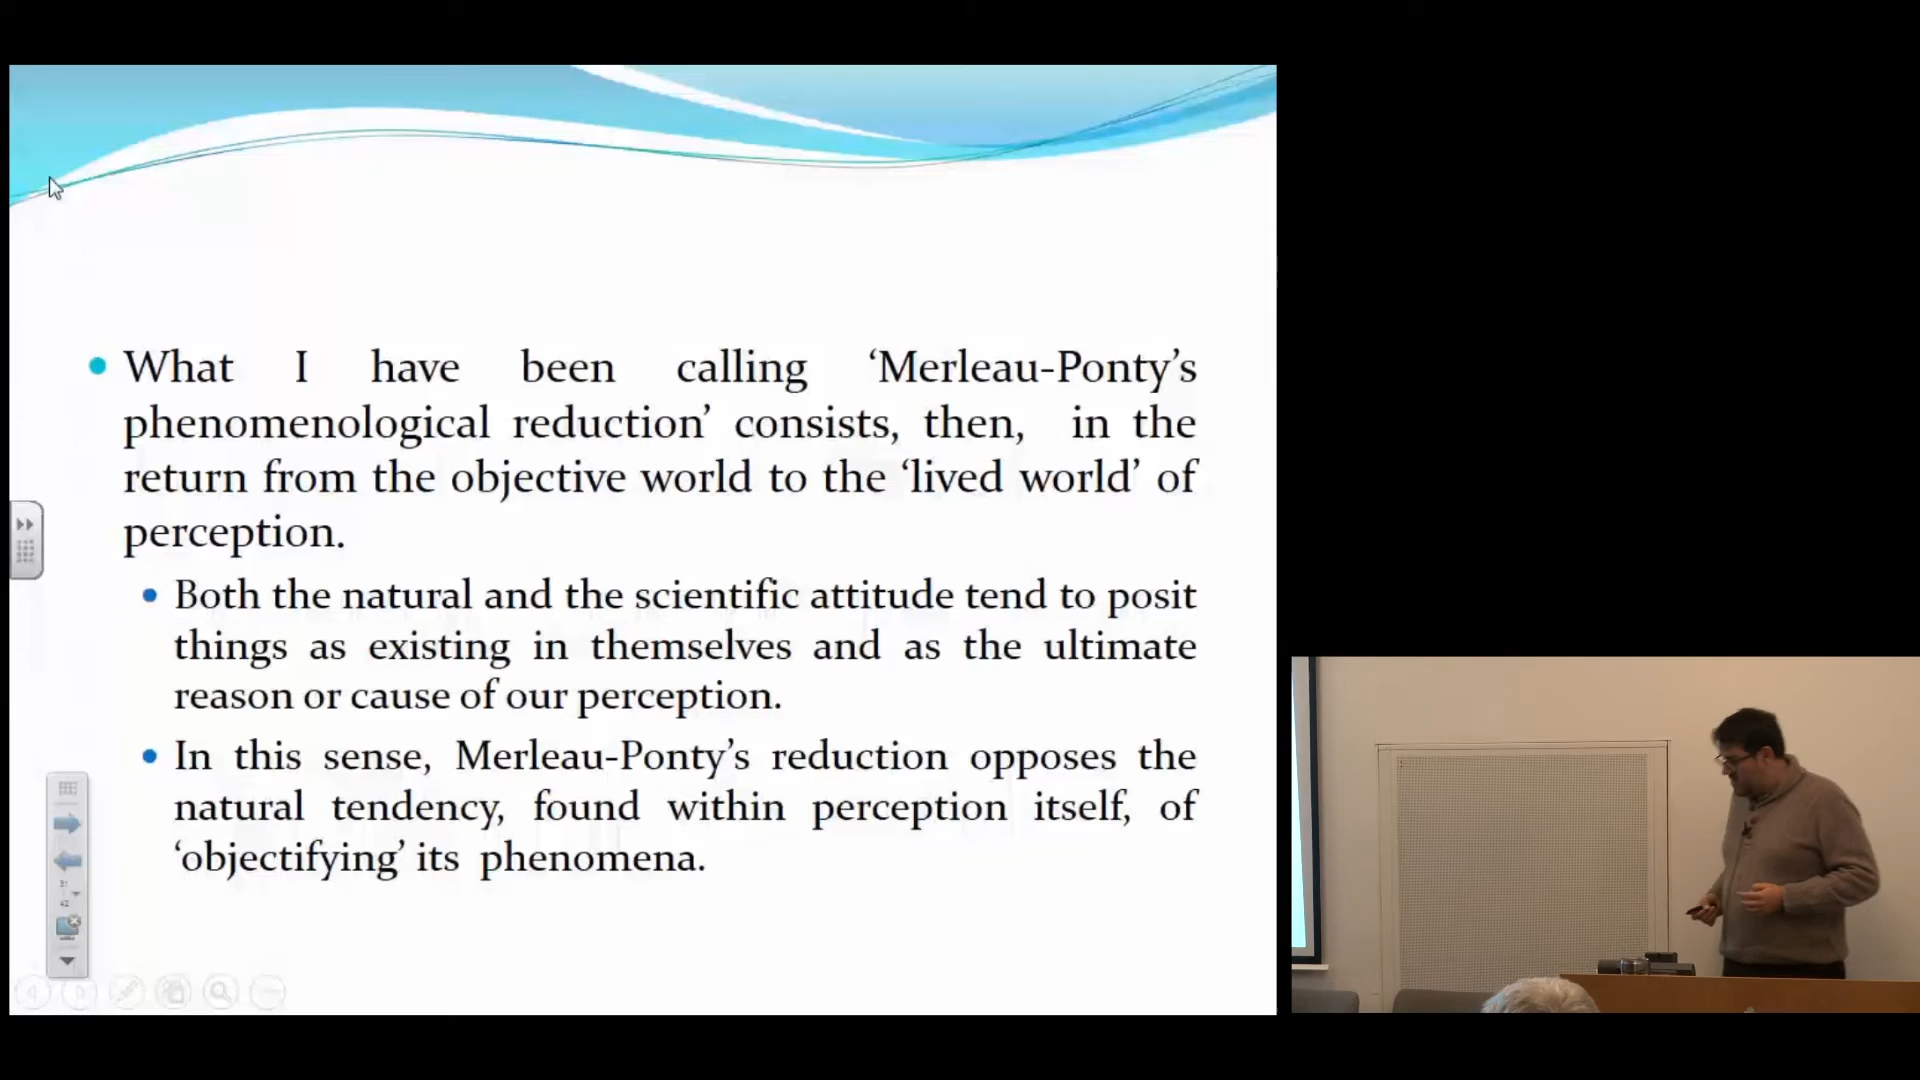 What I have been calling ‘Merleau-Ponty’s
phenomenological reduction’ consists, then, in the
return from the objective world to the ‘lived world’ of
perception.
Both the natural and the scientific attitude tend to posit
things as existing in themselves and as the ultimate
reason or cause of our perception.
In this sense, Merleau-Ponty’s reduction opposes the
natural tendency, found within perception itself, of
‘objectifying’ its phenomena.